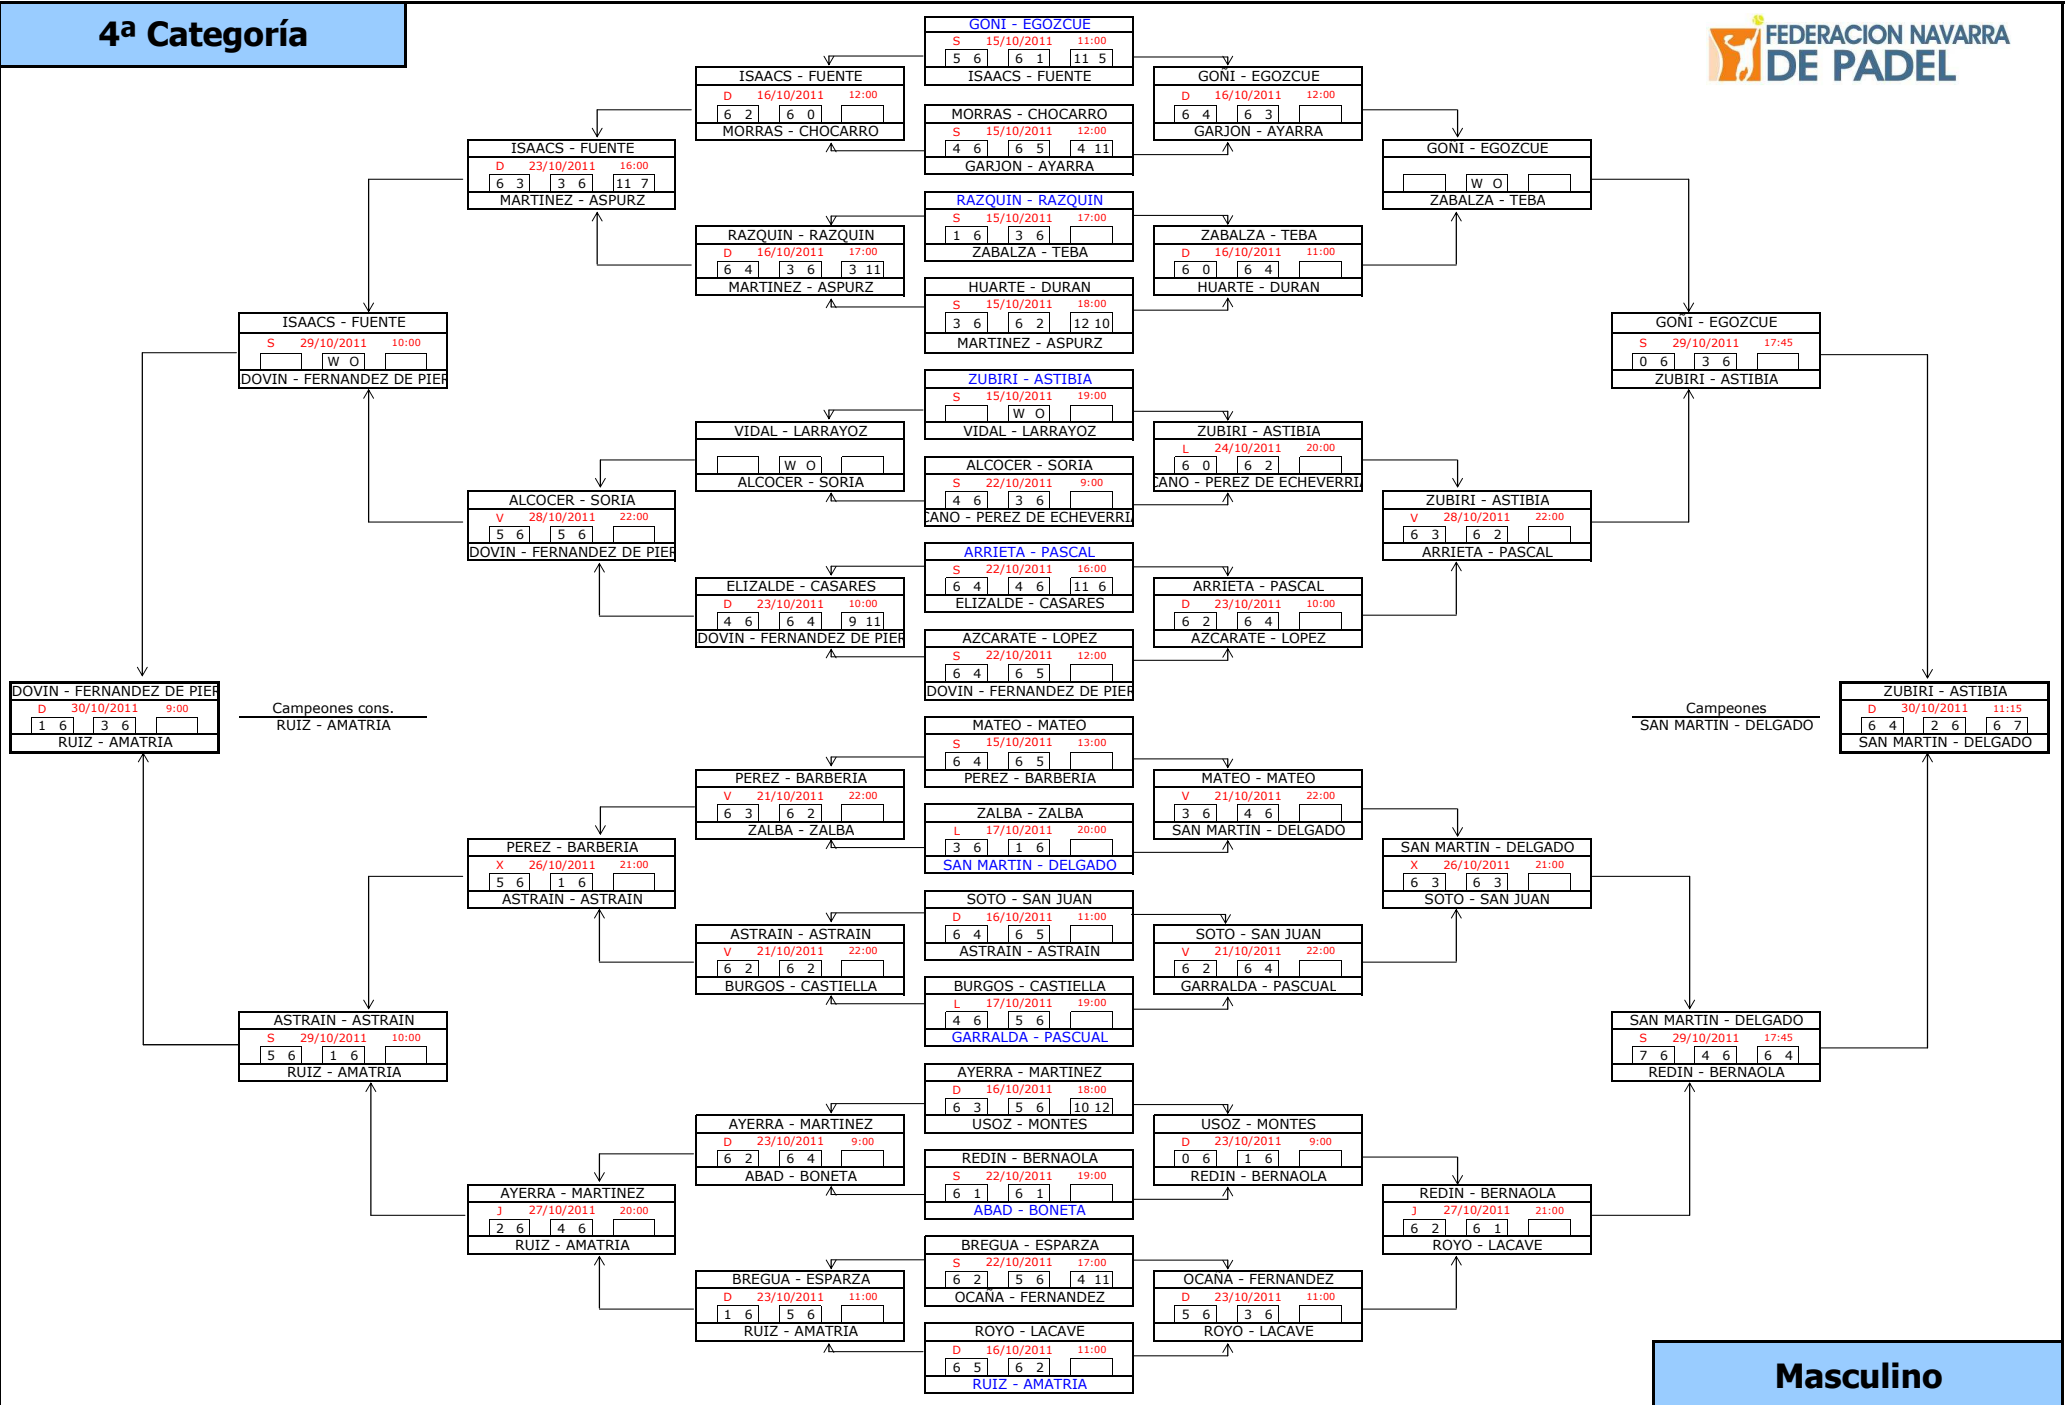 4ª Categoría
FEDERACION NAVARRA
DE PADEL
DOVIN - FERNANDEZ DE PIER
D 30/10/2011 9:00
1 6 3 6
RUIZ - AMATRIA
Campeones cons.
RUIZ - AMATRIA
ISAACS - FUENTE
S 29/10/2011 10:00
W O
DOVIN - FERNANDEZ DE PIER
ASTRAIN - ASTRAIN
S 29/10/2011 10:00
5 6 1 6
RUIZ - AMATRIA
ISAACS - FUENTE
D 23/10/2011 16:00
6 3 3 6 11 7
MARTINEZ - ASPURZ
ALCOCER - SORIA
V 28/10/2011 22:00
5 6 5 6
DOVIN - FERNANDEZ DE PIER
PEREZ - BARBERIA
X 26/10/2011 21:00
5 6 1 6
ASTRAIN - ASTRAIN
AYERRA - MARTINEZ
J 27/10/2011 20:00
2 6 4 6
RUIZ - AMATRIA
ISAACS - FUENTE
D 16/10/2011 12:00
6 2 6 0
MORRAS - CHOCARRO
RAZQUIN - RAZQUIN
D 16/10/2011 17:00
6 4 3 6 3 11
MARTINEZ - ASPURZ
VIDAL - LARRAYOZ
W O
ALCOCER - SORIA
ELIZALDE - CASARES
D 23/10/2011 10:00
4 6 6 4 9 11
DOVIN - FERNANDEZ DE PIER
PEREZ - BARBERIA
V 21/10/2011 22:00
6 3 6 2
ZALBA - ZALBA
ASTRAIN - ASTRAIN
V 21/10/2011 22:00
6 2 6 2
BURGOS - CASTIELLA
AYERRA - MARTINEZ
D 23/10/2011 9:00
6 2 6 4
ABAD - BONETA
BREGUA - ESPARZA
D 23/10/2011 11:00
1 6 5 6
RUIZ - AMATRIA
GOÑI - EGOZCUE
S 15/10/2011 11:00
5 6 6 1 11 5
ISAACS - FUENTE
MORRAS - CHOCARRO
S 15/10/2011 12:00
4 6 6 5 4 11
GARJON - AYARRA
RAZQUIN - RAZQUIN
S 15/10/2011 17:00
1 6 3 6
ZABALZA - TEBA
HUARTE - DURAN
S 15/10/2011 18:00
3 6 6 2 12 10
MARTINEZ - ASPURZ
ZUBIRI - ASTIBIA
S 15/10/2011 19:00
W O
VIDAL - LARRAYOZ
ALCOCER - SORIA
S 22/10/2011 9:00
4 6 3 6
CANO - PEREZ DE ECHEVERRIA
ARRIETA - PASCAL
S 22/10/2011 16:00
6 4 4 6 11 6
ELIZALDE - CASARES
AZCARATE - LOPEZ
S 22/10/2011 12:00
6 4 6 5
DOVIN - FERNANDEZ DE PIER
MATEO - MATEO
S 15/10/2011 13:00
6 4 6 5
PEREZ - BARBERIA
ZALBA - ZALBA
L 17/10/2011 20:00
3 6 1 6
SAN MARTIN - DELGADO
SOTO - SAN JUAN
D 16/10/2011 11:00
6 4 6 5
ASTRAIN - ASTRAIN
BURGOS - CASTIELLA
L 17/10/2011 19:00
4 6 5 6
GARRALDA - PASCUAL
AYERRA - MARTINEZ
D 16/10/2011 18:00
6 3 5 6 10 12
USOZ - MONTES
REDIN - BERNAOLA
S 22/10/2011 19:00
6 1 6 1
ABAD - BONETA
BREGUA - ESPARZA
S 22/10/2011 17:00
6 2 5 6 4 11
OCAÑA - FERNANDEZ
ROYO - LACAVE
D 16/10/2011 11:00
6 5 6 2
RUIZ - AMATRIA
GOÑI - EGOZCUE
D 16/10/2011 12:00
6 4 6 3
GARJON - AYARRA
ZABALZA - TEBA
D 16/10/2011 11:00
6 0 6 4
HUARTE - DURAN
ZUBIRI - ASTIBIA
L 24/10/2011 20:00
6 0 6 2
CANO - PEREZ DE ECHEVERRIA
ARRIETA - PASCAL
D 23/10/2011 10:00
6 2 6 4
AZCARATE - LOPEZ
MATEO - MATEO
V 21/10/2011 22:00
3 6 4 6
SAN MARTIN - DELGADO
SOTO - SAN JUAN
V 21/10/2011 22:00
6 2 6 4
GARRALDA - PASCUAL
USOZ - MONTES
D 23/10/2011 9:00
0 6 1 6
REDIN - BERNAOLA
OCAÑA - FERNANDEZ
D 23/10/2011 11:00
5 6 3 6
ROYO - LACAVE
GOÑI - EGOZCUE
W O
ZABALZA - TEBA
ZUBIRI - ASTIBIA
V 28/10/2011 22:00
6 3 6 2
ARRIETA - PASCAL
SAN MARTIN - DELGADO
X 26/10/2011 21:00
6 3 6 3
SOTO - SAN JUAN
REDIN - BERNAOLA
J 27/10/2011 21:00
6 2 6 1
ROYO - LACAVE
GOÑI - EGOZCUE
S 29/10/2011 17:45
0 6 3 6
ZUBIRI - ASTIBIA
SAN MARTIN - DELGADO
S 29/10/2011 17:45
7 6 4 6 6 4
REDIN - BERNAOLA
Campeones
SAN MARTIN - DELGADO
ZUBIRI - ASTIBIA
D 30/10/2011 11:15
6 4 2 6 6 7
SAN MARTIN - DELGADO
Masculino